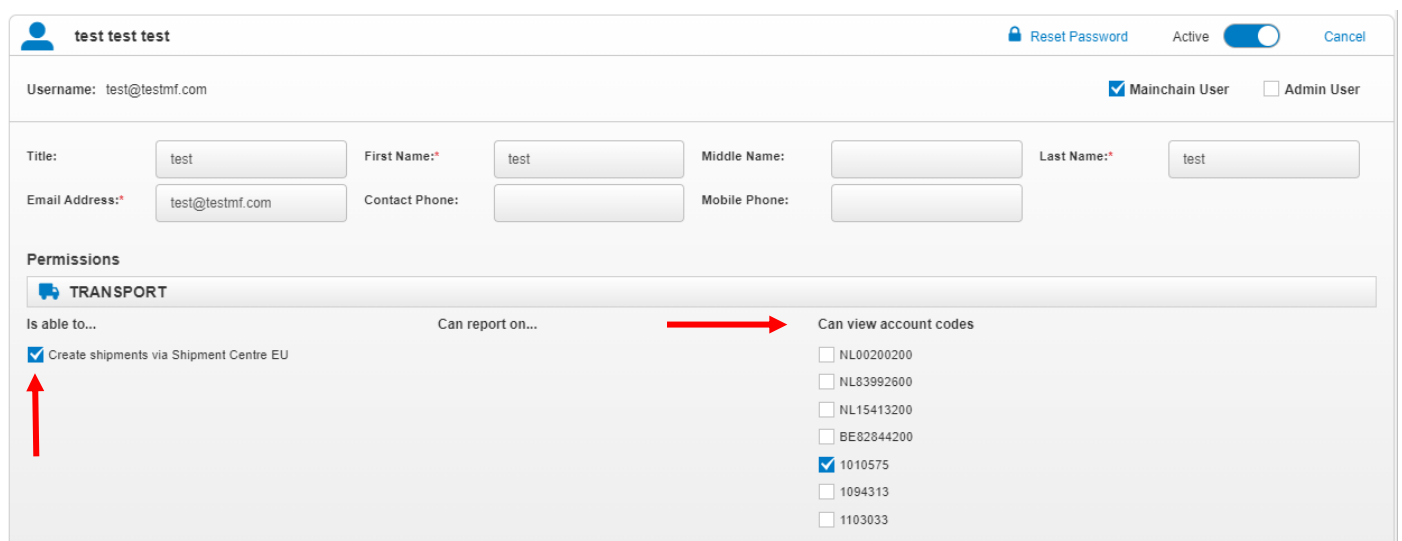 test test test Reset Password Active Cancel
Username: test@testmf.com Mainchain User Admin User
Title: test First Name:* test Middle Name: Last Name:* test
Email Address:* test@testmf.com Contact Phone: Mobile Phone:
Permissions
TRANSPORT
Is able to... Can report on... Can view account codes
Create shipments via Shipment Centre EU NL00200200
NL83992600
NL15413200
BE82844200
1010575
1094313
1103033